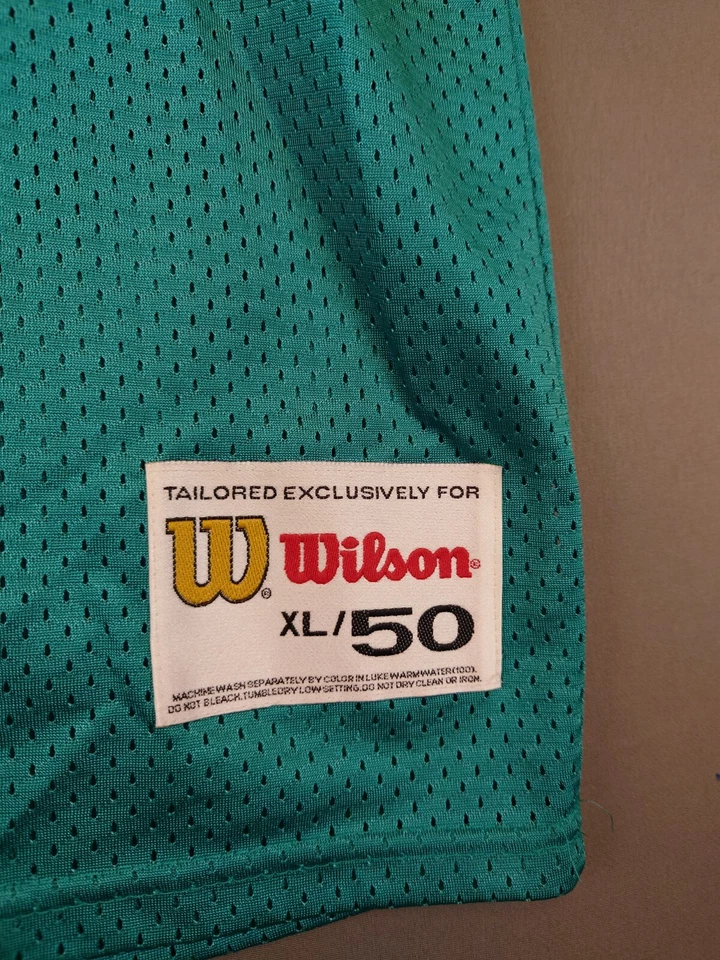 TAILORED EXCLUSIVELY FOR
W® Wilson®
XL/50
MACHINE WASH SEPARATELY BY COLOR IN LUKE WARM WATER(100).
DO NOT BLEACH.TUMBLE DRY LOW SETTING.DO NOT DRY CLEAN OR IRON.